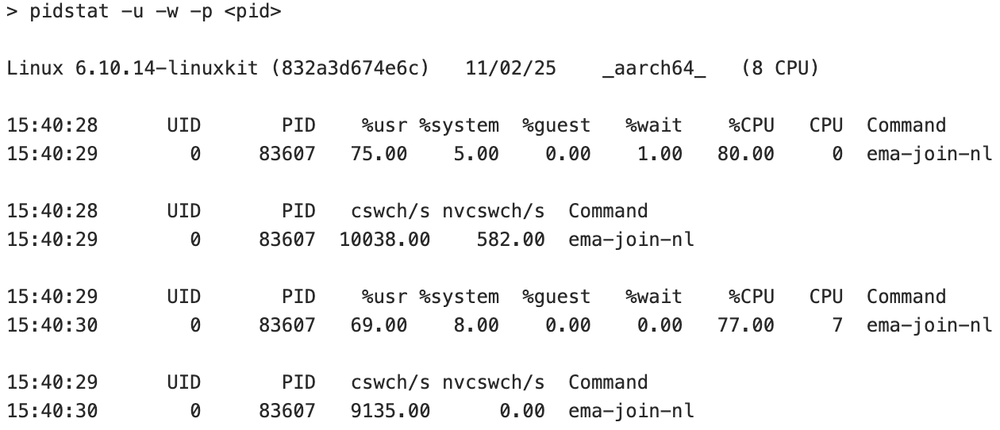 > pidstat -u -w -p <pid>
Linux 6.10.14-linuxkit (832a3d674e6c) 11/02/25 _aarch64_ (8 CPU)
15:40:28 UID PID %usr %system %guest %wait %CPU CPU Command
15:40:29 0 83607 75.00 5.00 0.00 1.00 80.00 0 ema-join-nl
15:40:28 UID PID cswch/s nvcswch/s Command
15:40:29 0 83607 10038.00 582.00 ema-join-nl
15:40:29 UID PID %usr %system %guest %wait %CPU CPU Command
15:40:30 0 83607 69.00 8.00 0.00 0.00 77.00 7 ema-join-nl
15:40:29 UID PID cswch/s nvcswch/s Command
15:40:30 0 83607 9135.00 0.00 ema-join-nl